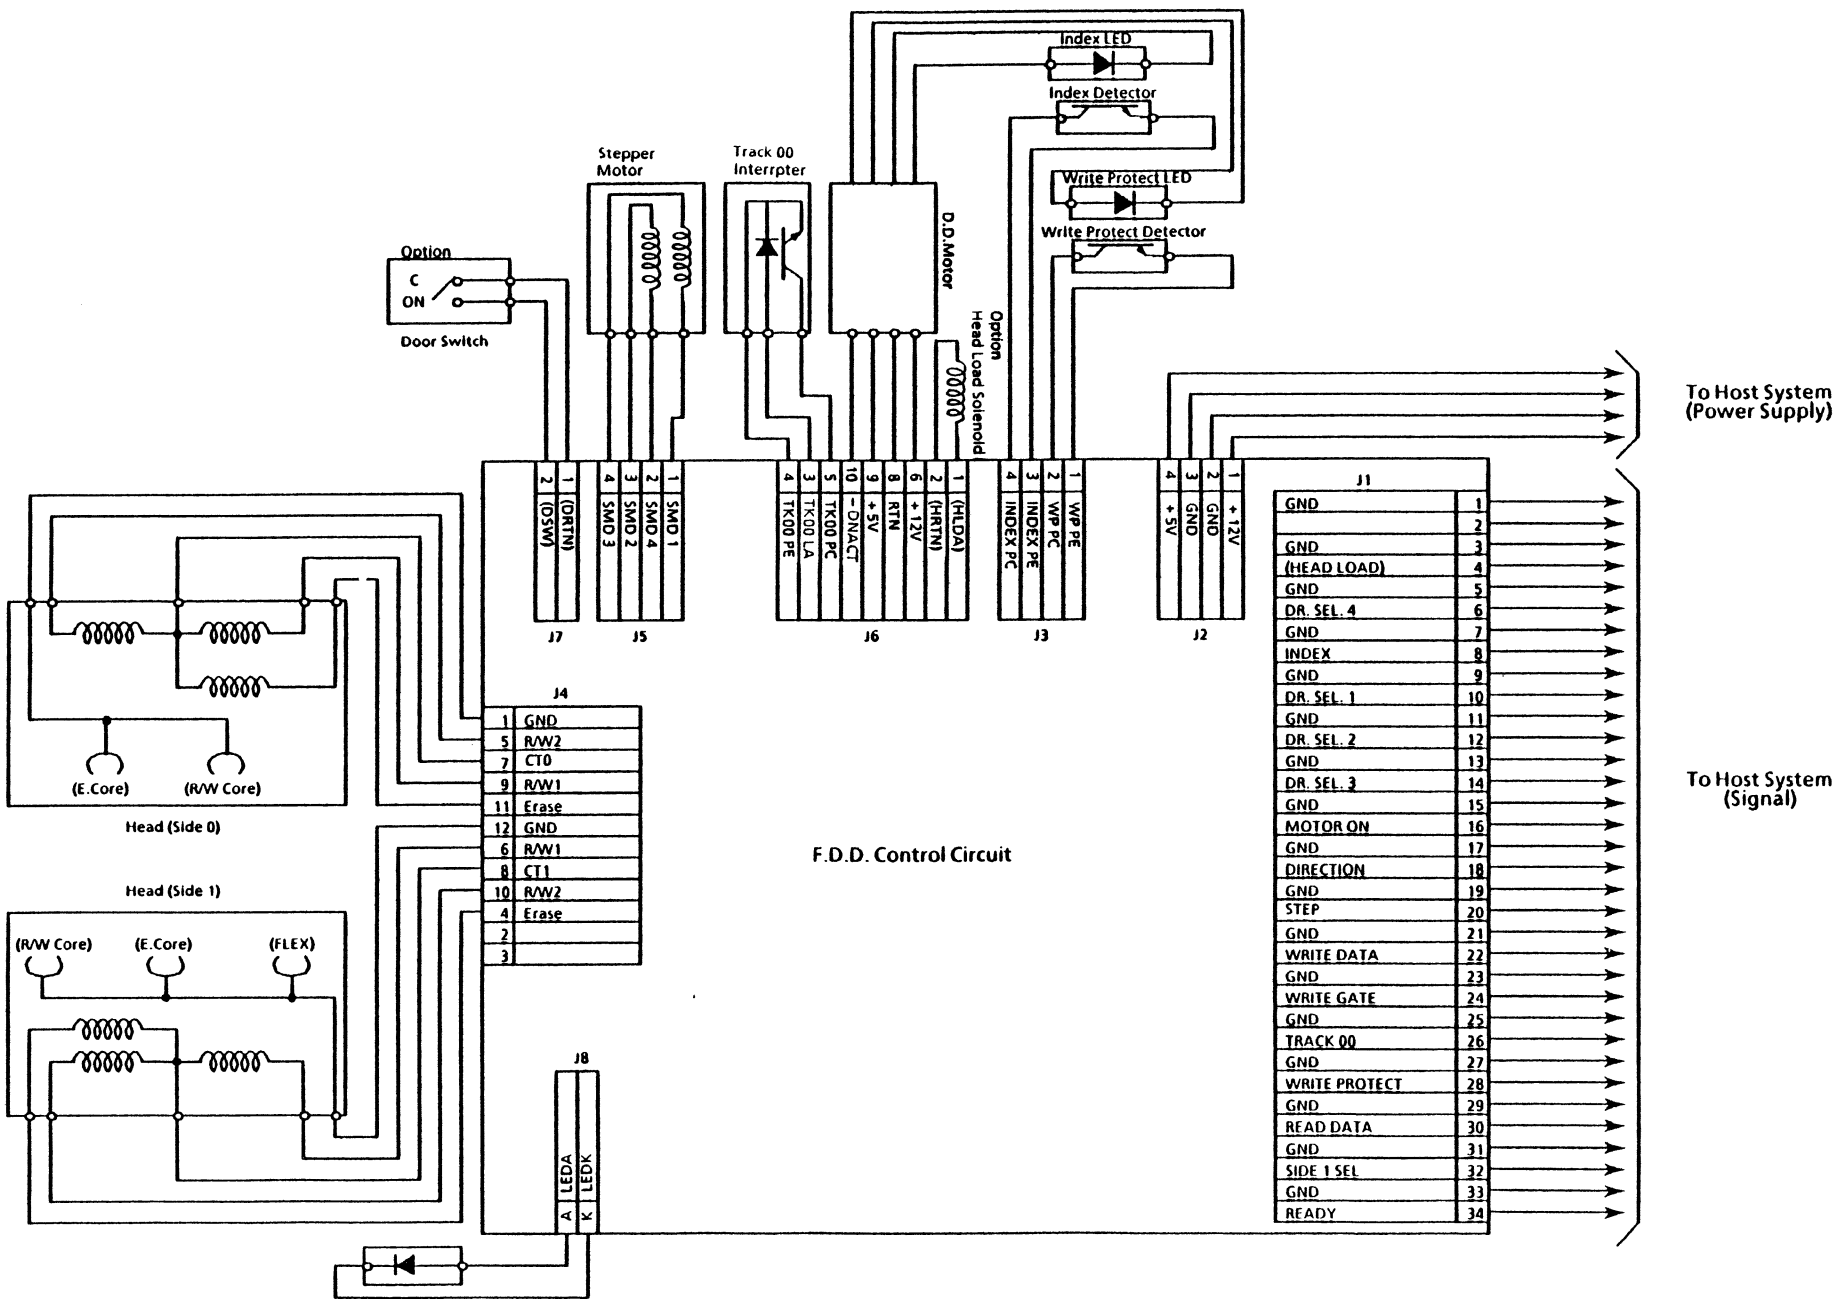 Index LED
Index Detector
Write Protect LED
Write Protect Detector
Stepper
Motor
Track 00
Interrpter
D.D.Motor
Option
Head Load Solenoid
Option
C
ON
Door Switch
To Host System
(Power Supply)
2 (DSW)
1 (DRTN)
J7
4 SMD 3
3 SMD 2
2 SMD 4
1 SMD 1
J5
4 TK00 PE
3 TK00 LA
5 TK00 PC
10 - DNACT
9 + 5V
8 RTN
6 + 12V
2 (HRTN)
1 (HLDA)
J6
4 INDEX PC
3 INDEX PE
2 WP PC
1 WP PE
J3
4 + 5V
3 GND
2 GND
1 + 12V
J2
J1
GND 1
2
GND 3
(HEAD LOAD) 4
GND 5
DR. SEL. 4 6
GND 7
INDEX 8
GND 9
DR. SEL. 1 10
GND 11
DR. SEL. 2 12
GND 13
DR. SEL. 3 14
GND 15
MOTOR ON 16
GND 17
DIRECTION 18
GND 19
STEP 20
GND 21
WRITE DATA 22
GND 23
WRITE GATE 24
GND 25
TRACK 00 26
GND 27
WRITE PROTECT 28
GND 29
READ DATA 30
GND 31
SIDE 1 SEL 32
GND 33
READY 34
To Host System
(Signal)
J4
1 GND
5 R/W2
7 CT0
9 R/W1
11 Erase
12 GND
6 R/W1
8 CT1
10 R/W2
4 Erase
2
3
(E.Core) (R/W Core)
Head (Side 0)
F.D.D. Control Circuit
Head (Side 1)
(R/W Core) (E.Core) (FLEX)
J8
A LEDA
K LEDK